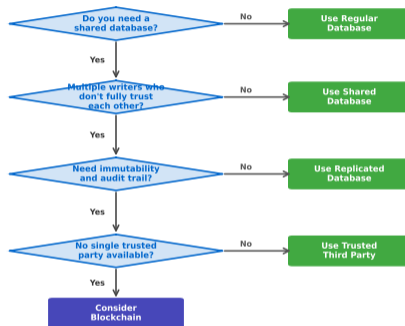 Do you need a
shared database?
No
Use Regular
Database
Yes
Multiple writers who
don't fully trust
each other?
No
Use Shared
Database
Yes
Need immutability
and audit trail?
No
Use Replicated
Database
Yes
No single trusted
party available?
No
Use Trusted
Third Party
Yes
Consider
Blockchain